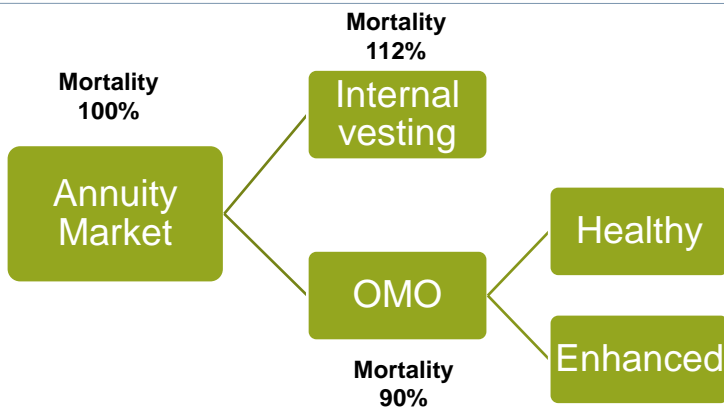 Mortality
112%
Mortality
100%
Internal
vesting
Annuity
Market
Healthy
OMO
Enhanced
Mortality
90%